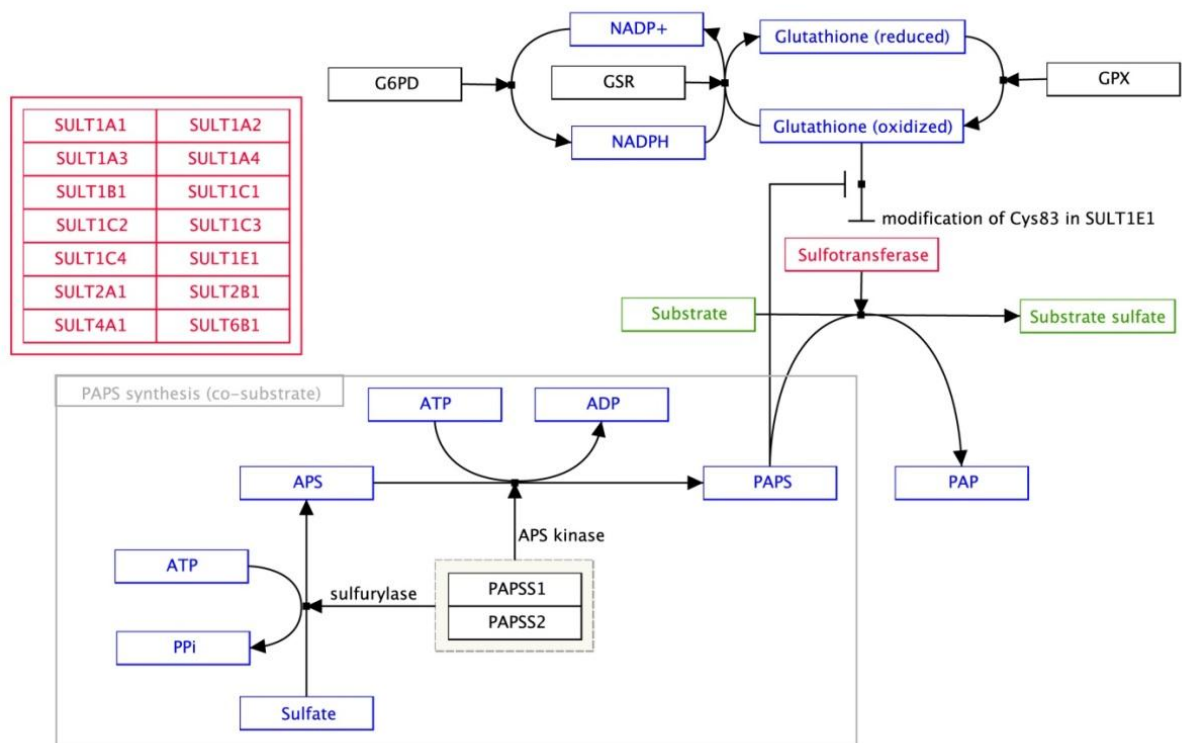 NADP+
Glutathione (reduced)
G6PD
GSR
GPX
NADPH
Glutathione (oxidized)
SULT1A1
SULT1A2
SULT1A3
SULT1A4
SULT1B1
SULT1C1
SULT1C2
SULT1C3
SULT1C4
SULT1E1
SULT2A1
SULT2B1
SULT4A1
SULT6B1
modification of Cys83 in SULT1E1
Sulfotransferase
Substrate
Substrate sulfate
PAPS synthesis (co-substrate)
ATP
ADP
APS
PAPS
PAP
APS kinase
ATP
sulfurylase
PAPSS1
PAPSS2
PPi
Sulfate